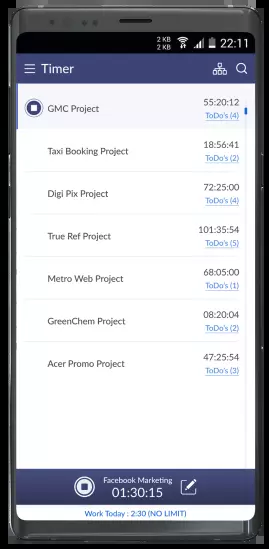 2 KB
2 KB
22:11
Timer
GMC Project
55:20:12
ToDo's (4)
Taxi Booking Project
18:56:41
ToDo's (2)
Digi Pix Project
72:25:00
ToDo's (4)
True Ref Project
101:35:54
ToDo's (5)
Metro Web Project
68:05:00
ToDo's (1)
GreenChem Project
08:20:04
ToDo's (2)
Acer Promo Project
47:25:54
ToDo's (3)
Facebook Marketing
01:30:15
Work Today : 2:30 (NO LIMIT)